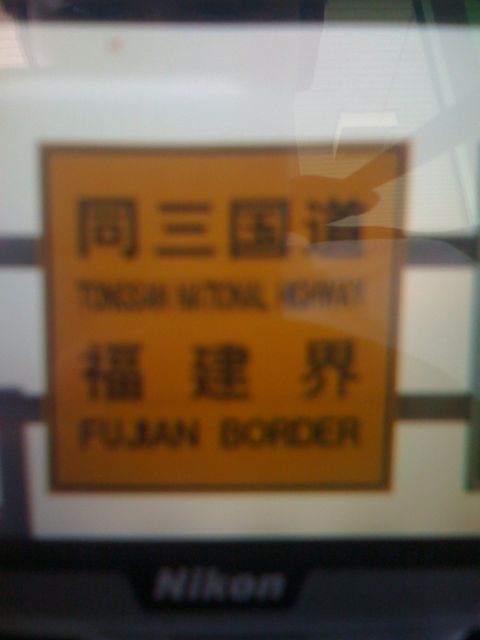 同三国道
TONGSAN NATIONAL HIGHWAY
福建界
FUJIAN BORDER
Nikon